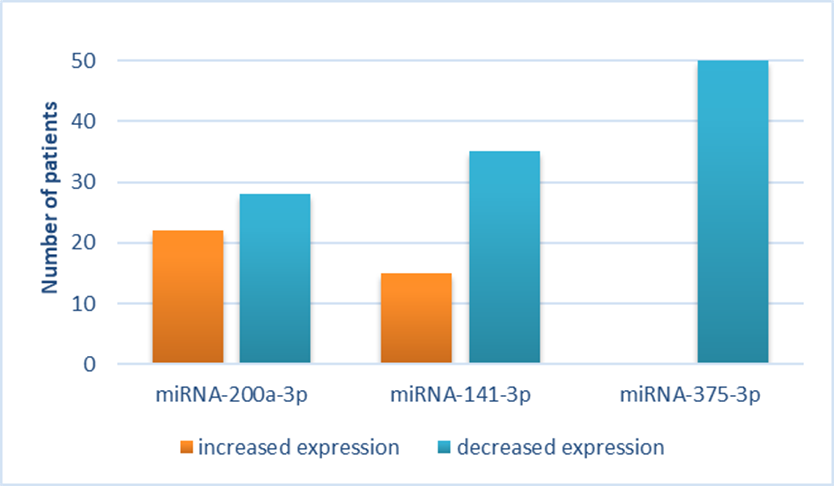 Number of patients
50
40
30
20
10
0
miRNA-200a-3p miRNA-141-3p miRNA-375-3p
increased expression decreased expression